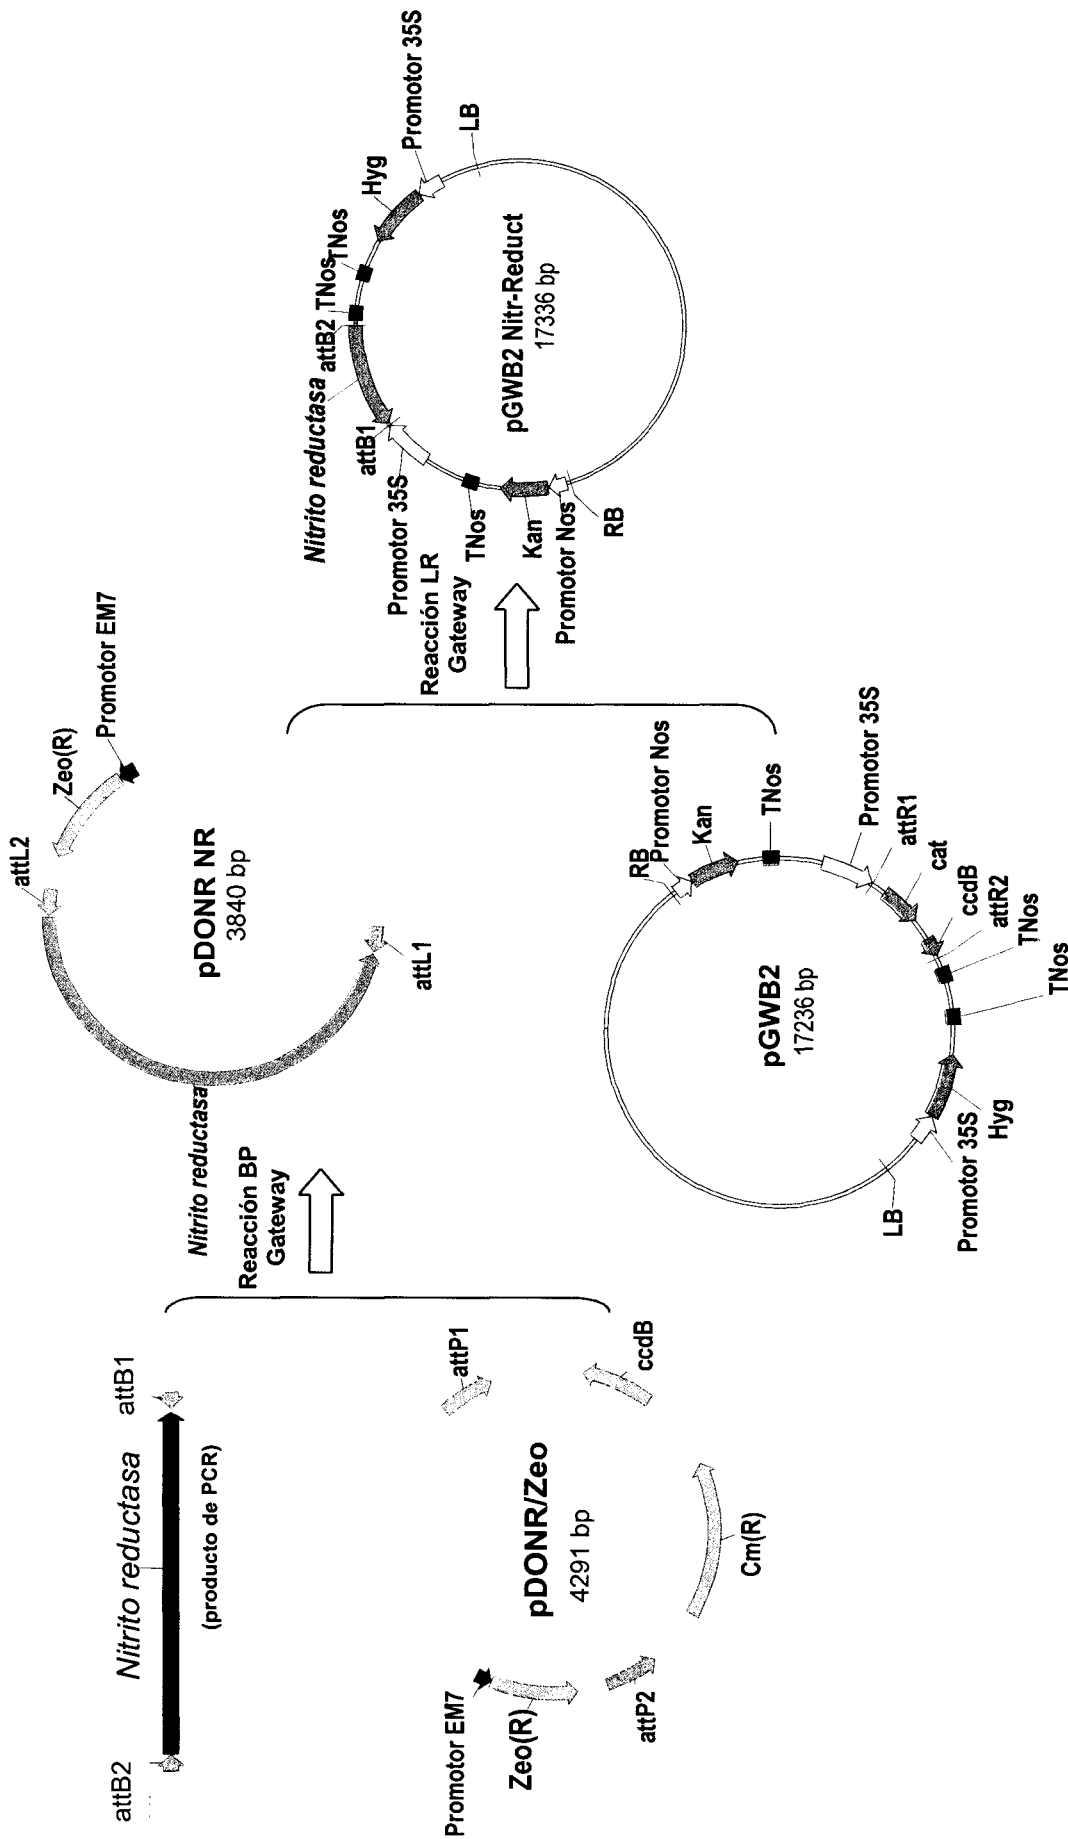 attB2
Nitrito reductasa
attB1
(producto de PCR)
Promotor EM7
Zeo(R)
attP2
pDONR/Zeo
4291 bp
attP1
ccdB
Cm(R)
Reacción BP
Gateway
Nitrito reductasa
attL2
Zeo(R)
Promotor EM7
pDONR NR
3840 bp
attL1
RB
Promotor Nos
Kan
TNos
Promotor 35S
attR1
cat
ccdB
attR2
TNos
TNos
Hyg
Promotor 35S
LB
pGWB2
17236 bp
Reacción LR
Gateway
Nitrito reductasa
attB2
TNos
TNos
Hyg
Promotor 35S
LB
attB1
Promotor 35S
TNos
Kan
Promotor Nos
RB
pGWB2 Nitr-Reduct
17336 bp